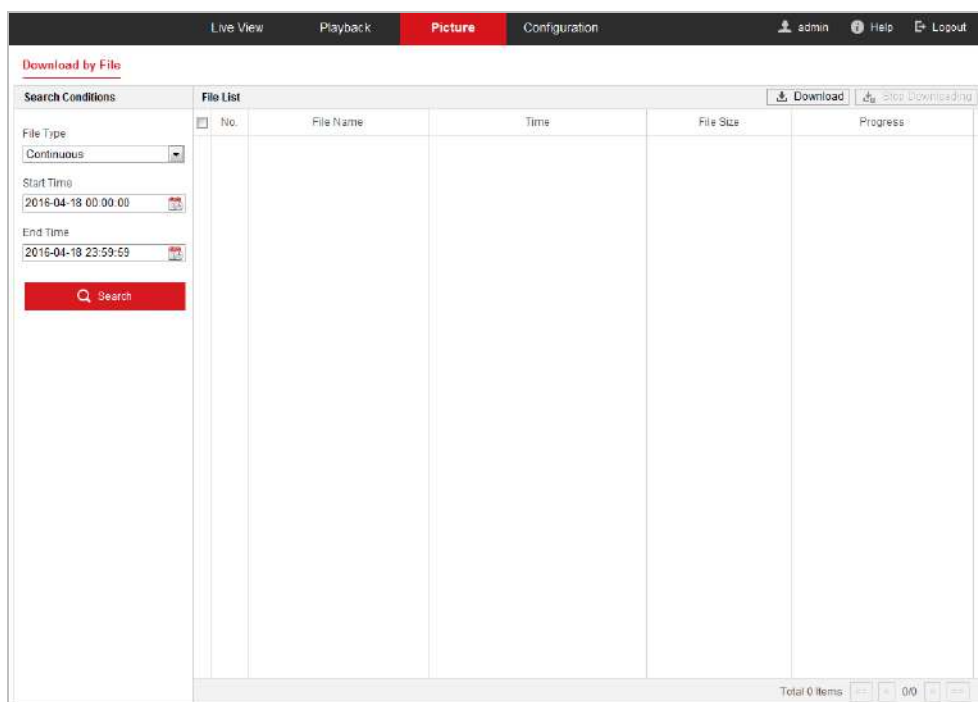 Live View Playback Picture Configuration admin Help Logout
Download by File
Search Conditions
File List Download Stop Downloading
No. File Name Time File Size Progress
File Type
Continuous
Start Time
2016-04-18 00:00:00
End Time
2016-04-18 23:59:59
Search
Total 0 Items << < 0/0 > >>